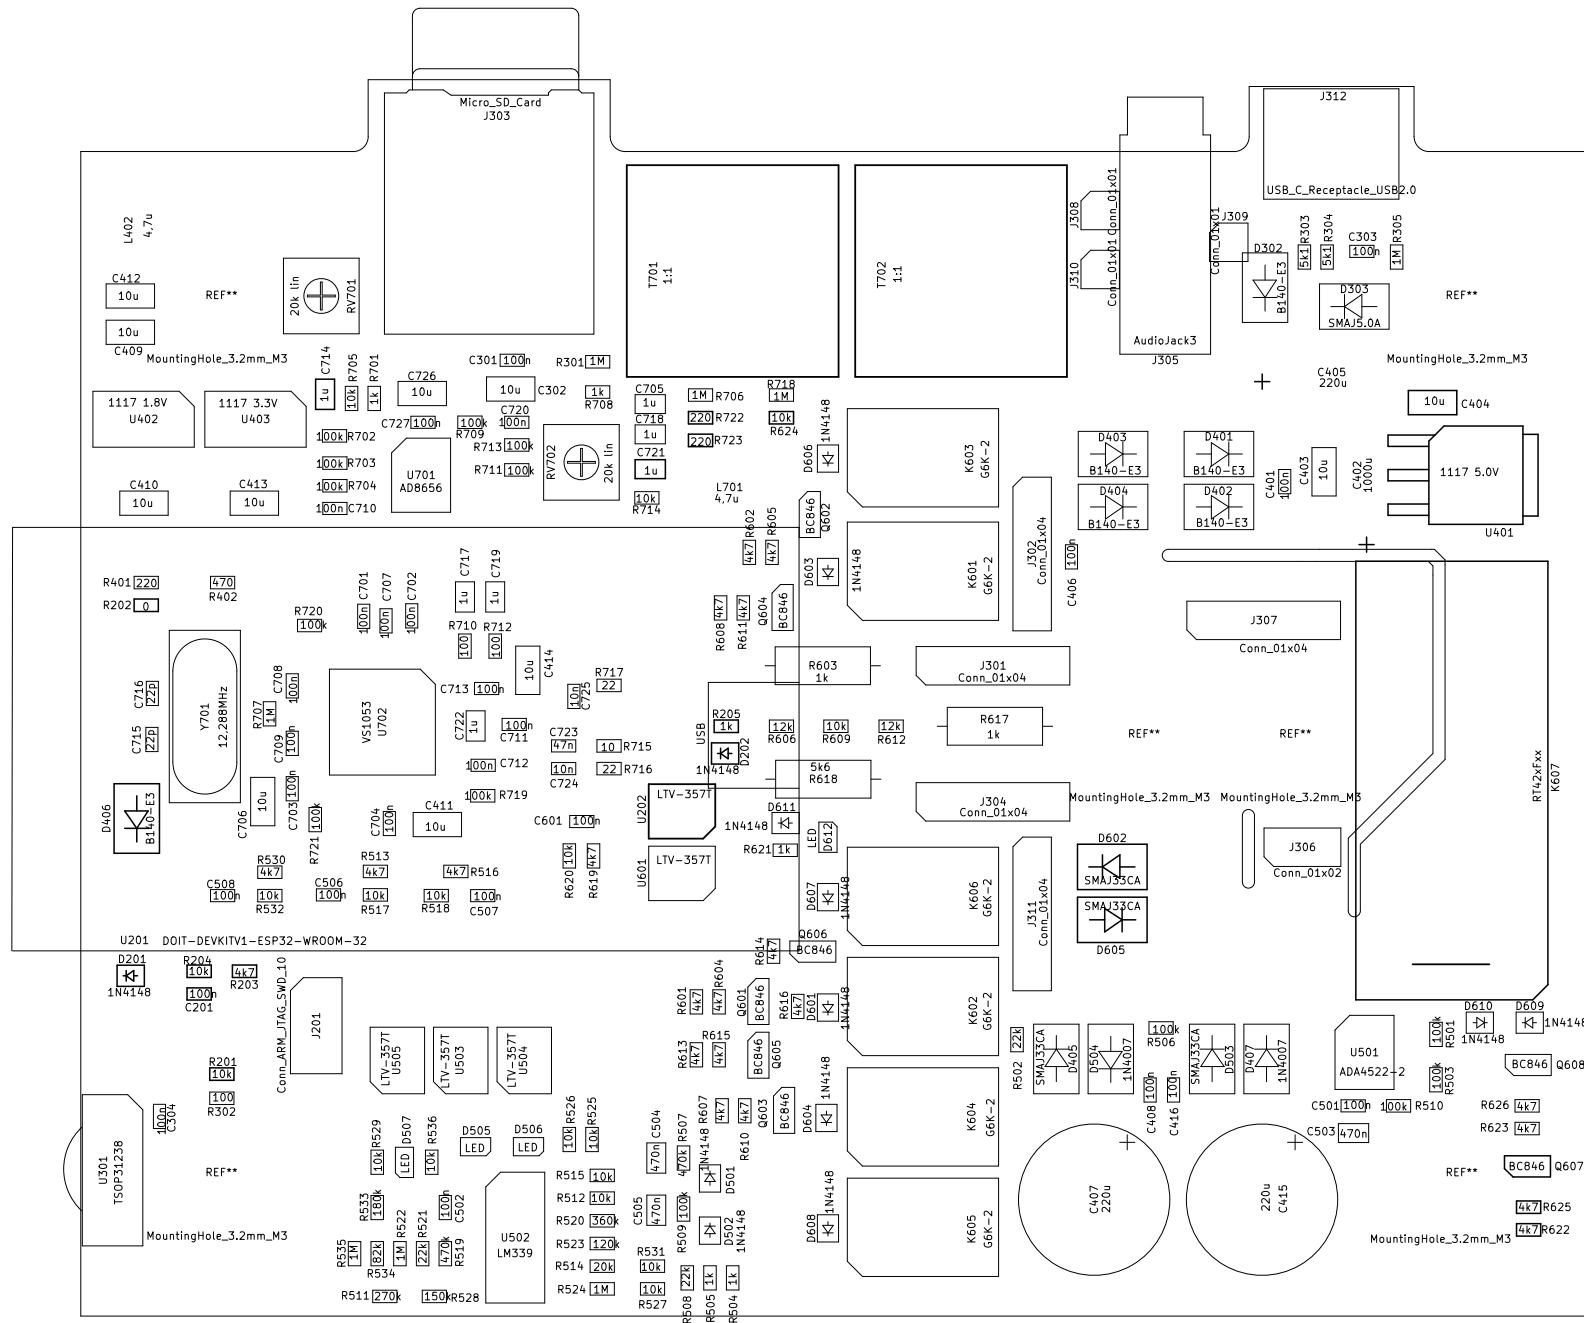 Micro_SD_Card
J303
J312
USB_C_Receptacle_USB2.0
L402
4,7u
C412
10u
10u
C409
REF**
20k lin
RV701
MountingHole_3.2mm_M3
T701
1:1
T702
1:1
J308
Conn_01x01
J310
Conn_01x01
J309
Conn_01x01
AudioJack3
J305
D302
B140-E3
5k1
R303
5k1
R304
C303
100n
1M
R305
D303
SMAJ5.0A
REF**
MountingHole_3.2mm_M3
C405
220u
10u
C404
1117 1.8V
U402
1117 3.3V
U403
C714
1u
R705
10k
R701
1k
C726
10u
C301
100n
10u
C302
R301
1M
1k
R708
C705
1u
C718
1u
C721
1u
10k
R714
1M
R706
220
R722
220
R723
R718
1M
10k
R624
L701
4,7u
C727
100n
100k
R709
C720
100n
R713
100k
R711
100k
RV702
20k lin
100k
R702
100k
R703
100k
R704
100n
C710
U701
AD8656
C410
10u
C413
10u
D606
1N4148
K603
G6K-2
BC846
Q602
D603
1N4148
K601
G6K-2
J302
Conn_01x04
100n
C406
D403
B140-E3
D401
B140-E3
D404
B140-E3
D402
B140-E3
C401
100n
C403
10u
C402
1000u
1117 5.0V
U401
R602
4k7
R605
4k7
R401
220
R202
0
470
R402
R720
100k
C701
100n
C707
100n
C702
100n
C717
1u
C719
1u
R710
100
R712
100
R608
4k7
R611
4k7
Q604
BC846
J307
Conn_01x04
C716
22p
C715
22p
Y701
12,288MHz
C708
100n
R707
1M
C709
100n
VS1053
U702
C713
100n
10u
C414
C722
1u
100n
C711
100n
C712
100k
R719
10n
C725
R717
22
C723
47n
10n
C724
10
R715
22
R716
R603
1k
J301
Conn_01x04
USB
R205
1k
D202
1N4148
12k
R606
10k
R609
12k
R612
R617
1k
5k6
R618
REF**
REF**
MountingHole_3.2mm_M3
MountingHole_3.2mm_M3
RT42xFxx
K607
D406
B140-E3
C706
10u
C703
100n
R721
100k
C704
100n
C411
10u
C601
100n
U202
LTV-357T
U601
LTV-357T
D611
1N4148
LED
D612
R621
1k
J304
Conn_01x04
J306
Conn_01x02
R530
4k7
R513
4k7
4k7
R516
C508
100n
10k
R532
C506
100n
10k
R517
10k
R518
100n
C507
R620
10k
R619
4k7
D607
1N4148
K606
G6K-2
J311
Conn_01x04
D602
SMAJ33CA
SMAJ33CA
D605
U201
DOIT-DEVKITV1-ESP32-WROOM-32
D201
1N4148
R204
10k
100n
C201
4k7
R203
Conn_ARM_JTAG_SWD_10
J201
R614
4k7
Q606
BC846
R601
4k7
R604
4k7
Q601
BC846
R616
4k7
D601
1N4148
K602
G6K-2
R613
4k7
R615
4k7
BC846
Q605
LTV-357T
U505
LTV-357T
U503
LTV-357T
U504
R201
10k
100
R302
22k
R502
SMAJ33CA
D405
D504
1N4007
100k
R506
SMAJ33CA
D503
D407
1N4007
U501
ADA4522-2
100k
R501
100k
R503
D610
1N4148
D609
1N4148
BC846
Q608
U301
TSOP31238
100n
C304
REF**
MountingHole_3.2mm_M3
R529
10k
D507
LED
R536
10k
D505
LED
D506
LED
R526
10k
R525
10k
C504
470n
R507
470k
1N4148
D501
R607
4k7
4k7
R610
Q603
BC846
D604
1N4148
K604
G6K-2
100n
C408
100n
C416
C501
100n
100k
R510
C503
470n
R626
4k7
R623
4k7
REF**
BC846
Q607
R533
180k
100n
C502
U502
LM339
R515
10k
R512
10k
R520
360k
R523
120k
R514
20k
R524
1M
C505
470n
R509
100k
D502
1N4148
D608
1N4148
K605
G6K-2
C407
220u
220u
C415
4k7
R625
4k7
R622
MountingHole_3.2mm_M3
R535
1M
82k
R534
R522
1M
R521
22k
470k
R519
R511
270k
150k
R528
R531
10k
10k
R527
22k
R508
1k
R505
1k
R504